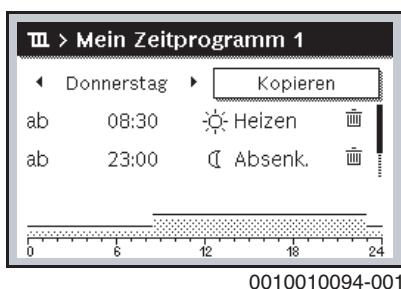 > Mein Zeitprogramm 1
Donnerstag Kopieren
ab 08:30 Heizen
ab 23:00 Absenk.
0 6 12 18 24
0010010094-001